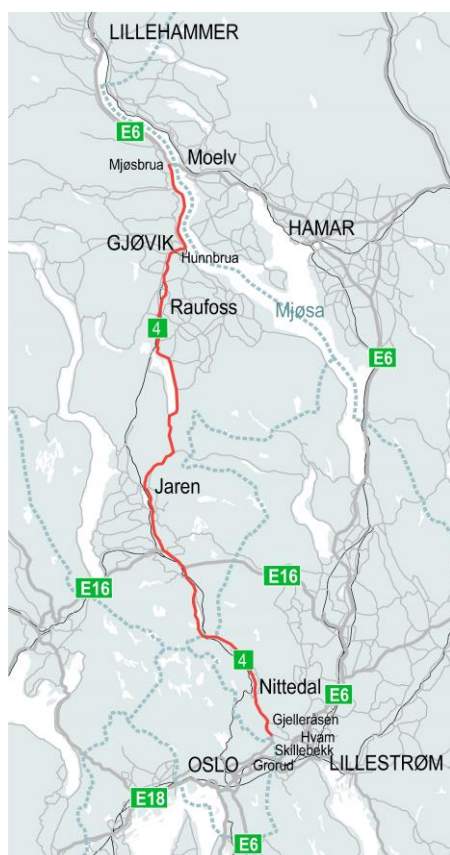 LILLEHAMMER
E6
Mjøsbrua
Moelv
HAMAR
GJØVIK
Hunnbrua
Raufoss
Mjøsa
4
E6
Jaren
E16
E16
4
Nittedal
E6
Gjelleråsen
Hvam
Skillebekk
OSLO
Grorud
LILLESTRØM
E18
E6